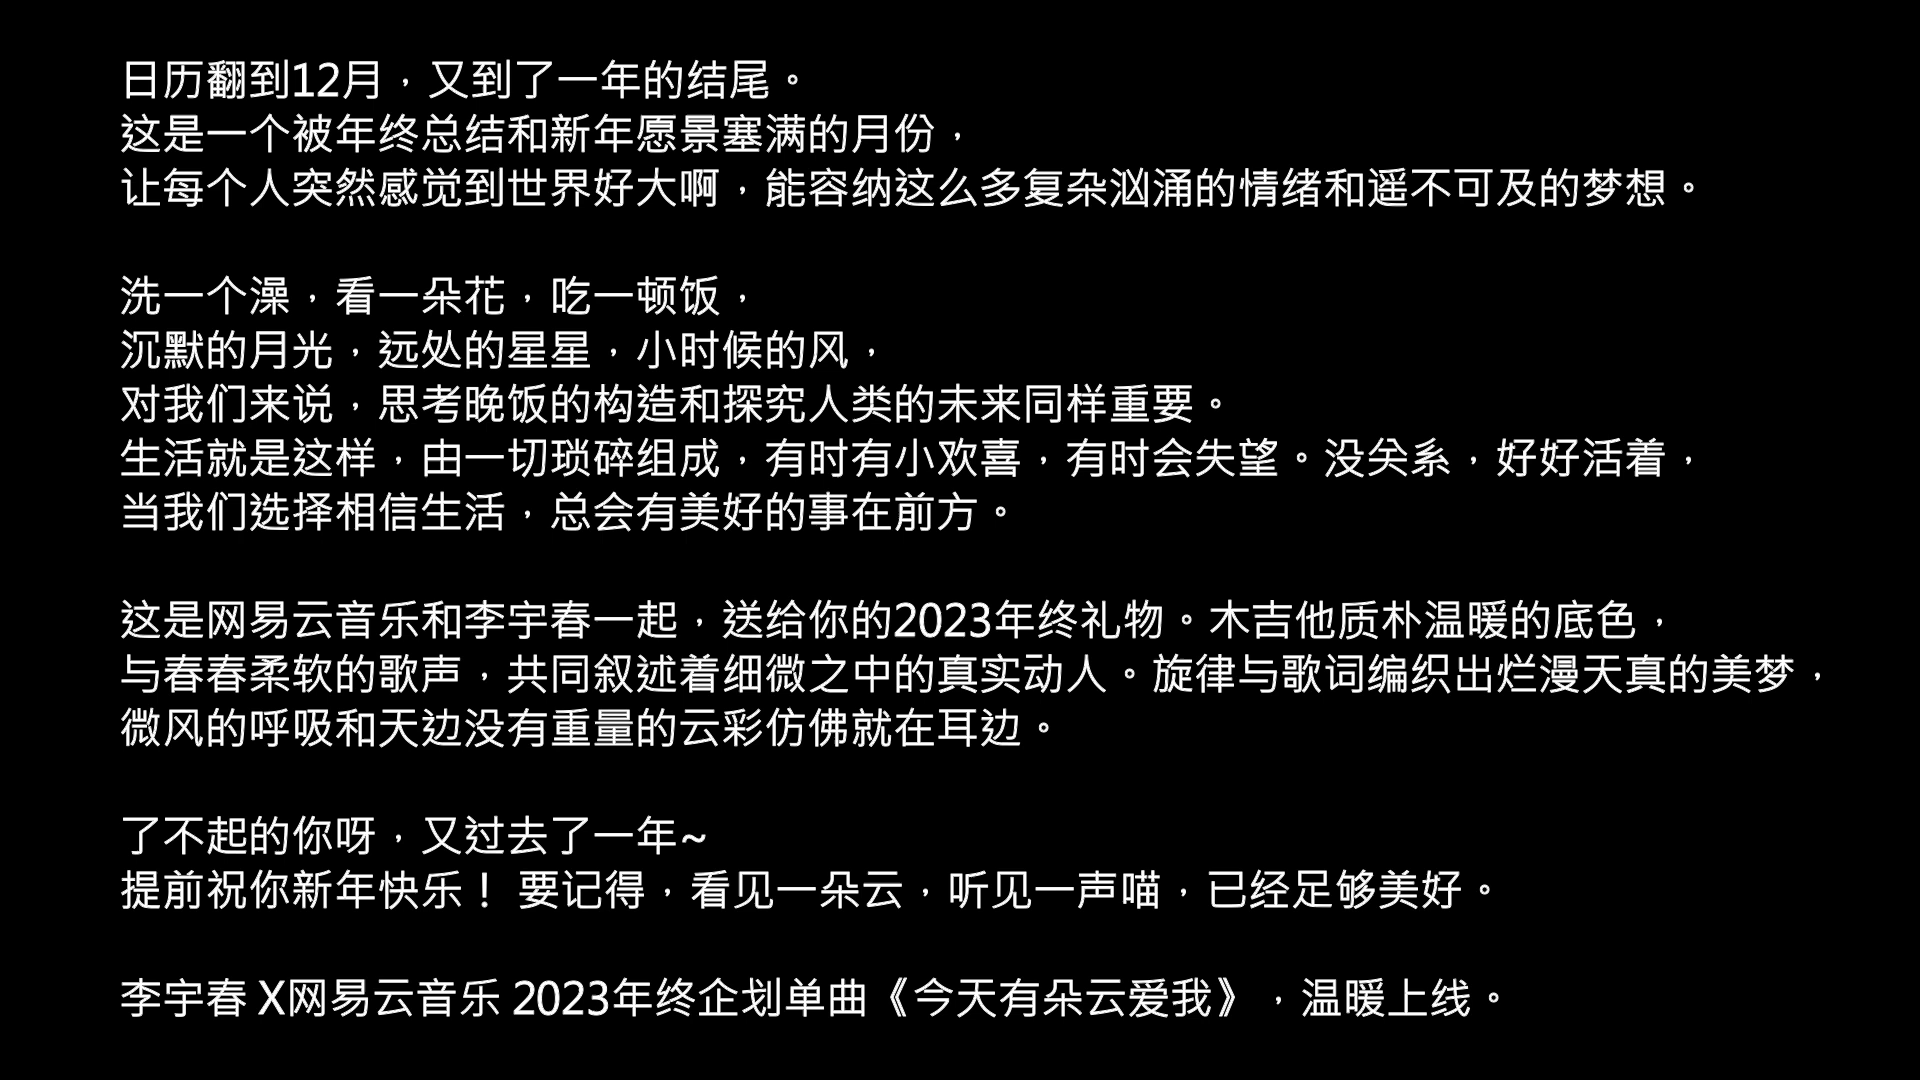 日历翻到12月，又到了一年的结尾。
这是一个被年终总结和新年愿景塞满的月份，
让每个人突然感觉到世界好大啊，能容纳这么多复杂汹涌的情绪和遥不可及的梦想。
洗一个澡，看一朵花，吃一顿饭，
沉默的月光，远处的星星，小时候的风，
对我们来说，思考晚饭的构造和探究人类的未来同样重要。
生活就是这样，由一切琐碎组成，有时有小欢喜，有时会失望。没关系，好好活着，
当我们选择相信生活，总会有美好的事在前方。
这是网易云音乐和李宇春一起，送给你的2023年终礼物。木吉他质朴温暖的底色，
与春春柔软的歌声，共同叙述着细微之中的真实动人。旋律与歌词编织出烂漫天真的美梦，
微风的呼吸和天边没有重量的云彩仿佛就在耳边。
了不起的你呀，又过去了一年~
提前祝你新年快乐！ 要记得，看见一朵云，听见一声喵，已经足够美好。
李宇春 X网易云音乐 2023年终企划单曲《今天有朵云爱我》，温暖上线。